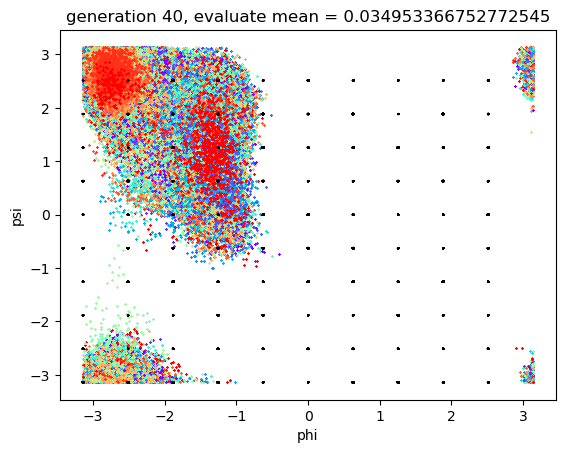 generation 40, evaluate mean = 0.034953366752772545
3
2
1
0
−1
−2
−3
psi
−3 −2 −1 0 1 2 3
phi